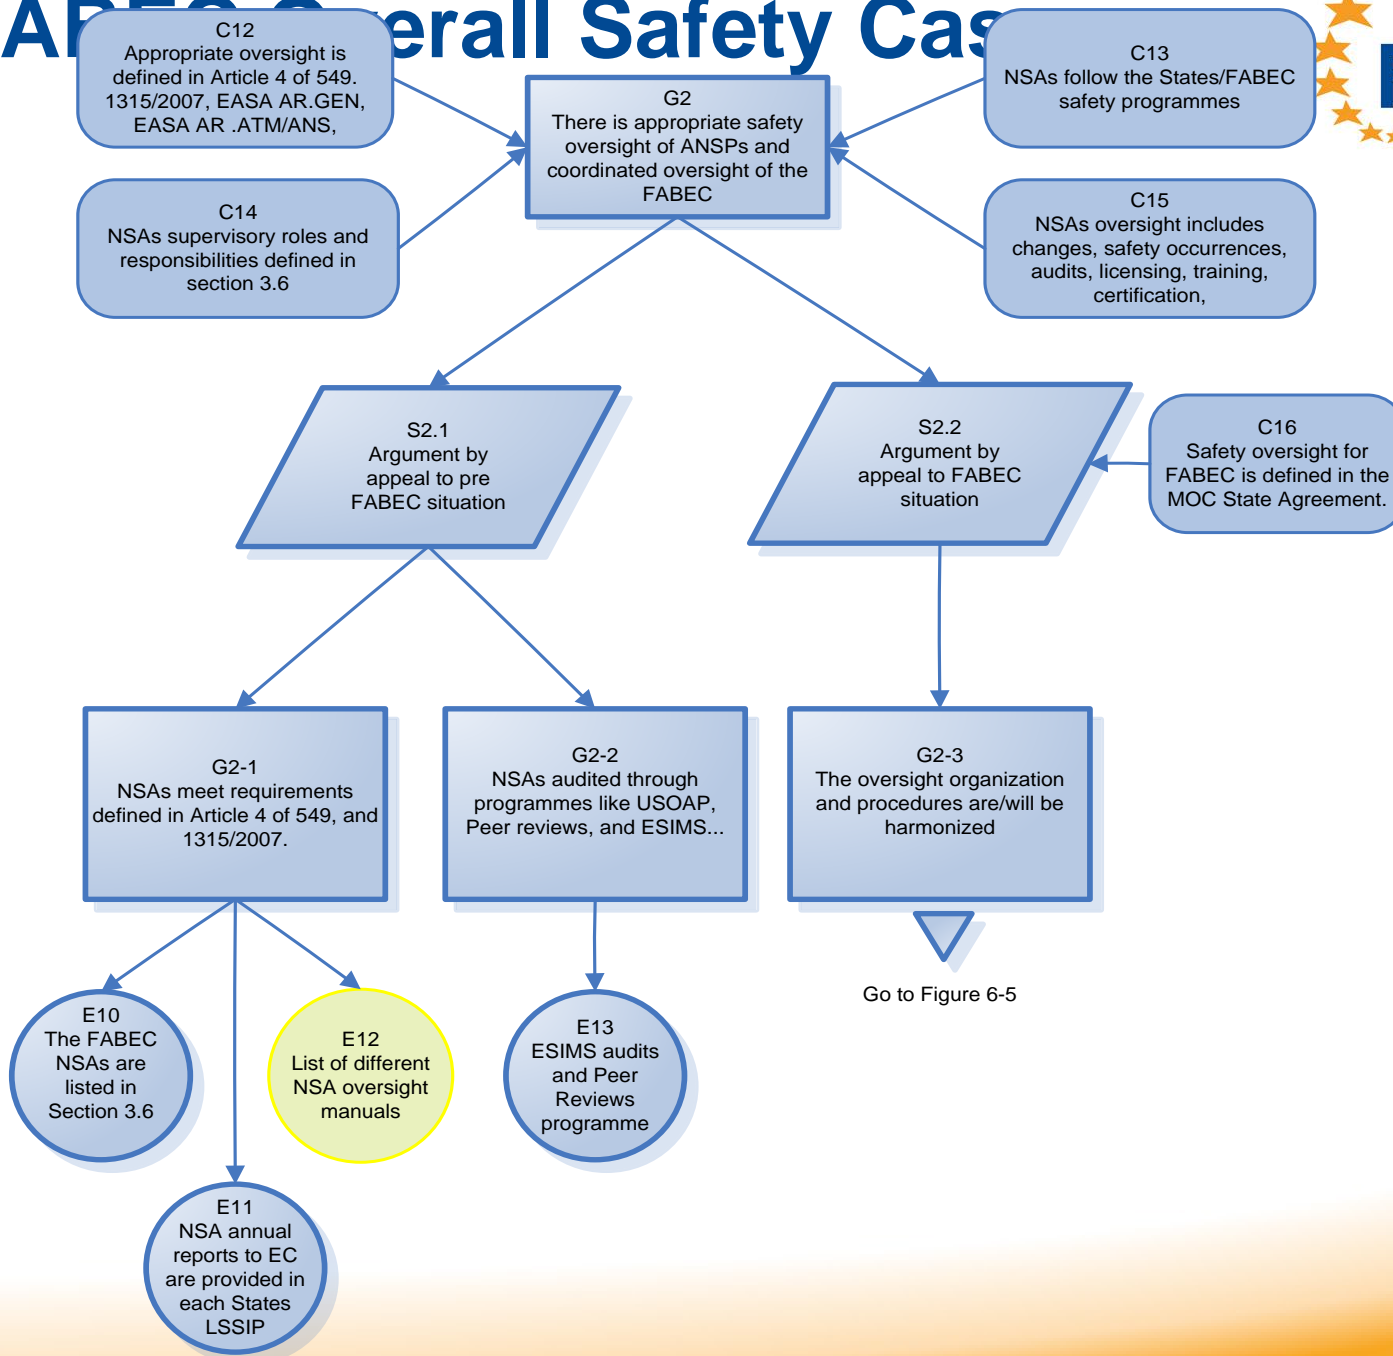 C12
Appropriate oversight is
defined in Article 4 of 549.
1315/2007, EASA AR.GEN,
EASA AR .ATM/ANS,
erall Safety Cas
C13
NSAs follow the States/FABEC
safety programmes
G2
There is appropriate safety
oversight of ANSPs and
coordinated oversight of the
FABEC
C14
NSAs supervisory roles and
responsibilities defined in
section 3.6
C15
NSAs oversight includes
changes, safety occurrences,
audits, licensing, training,
certification,
S2.1
Argument by
appeal to pre
FABEC situation
S2.2
Argument by
appeal to FABEC
situation
C16
Safety oversight for
FABEC is defined in the
MOC State Agreement.
G2-1
NSAs meet requirements
defined in Article 4 of 549, and
1315/2007.
G2-2
NSAs audited through
programmes like USOAP,
Peer reviews, and ESIMS...
G2-3
The oversight organization
and procedures are/will be
harmonized
Go to Figure 6-5
E10
The FABEC
NSAs are
listed in
Section 3.6
E12
List of different
NSA oversight
manuals
E13
ESIMS audits
and Peer
Reviews
programme
E11
NSA annual
reports to EC
are provided in
each States
LSSIP